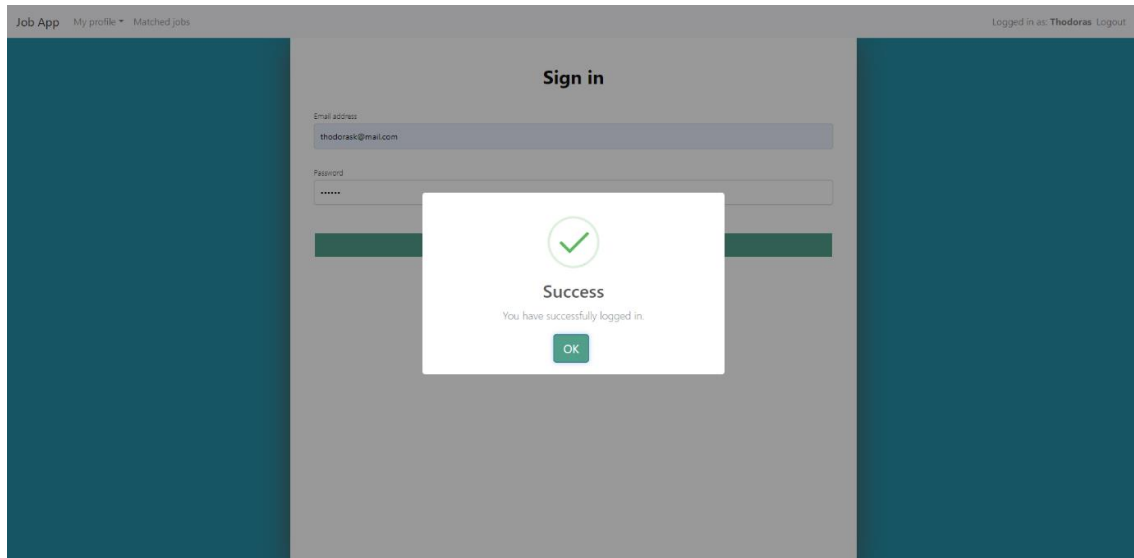 Job App My profile Matched jobs Logged in as: Thodoras Logout
Sign in
Email address
thodorask@mail.com
Password
••••••
Success
You have successfully logged in.
OK